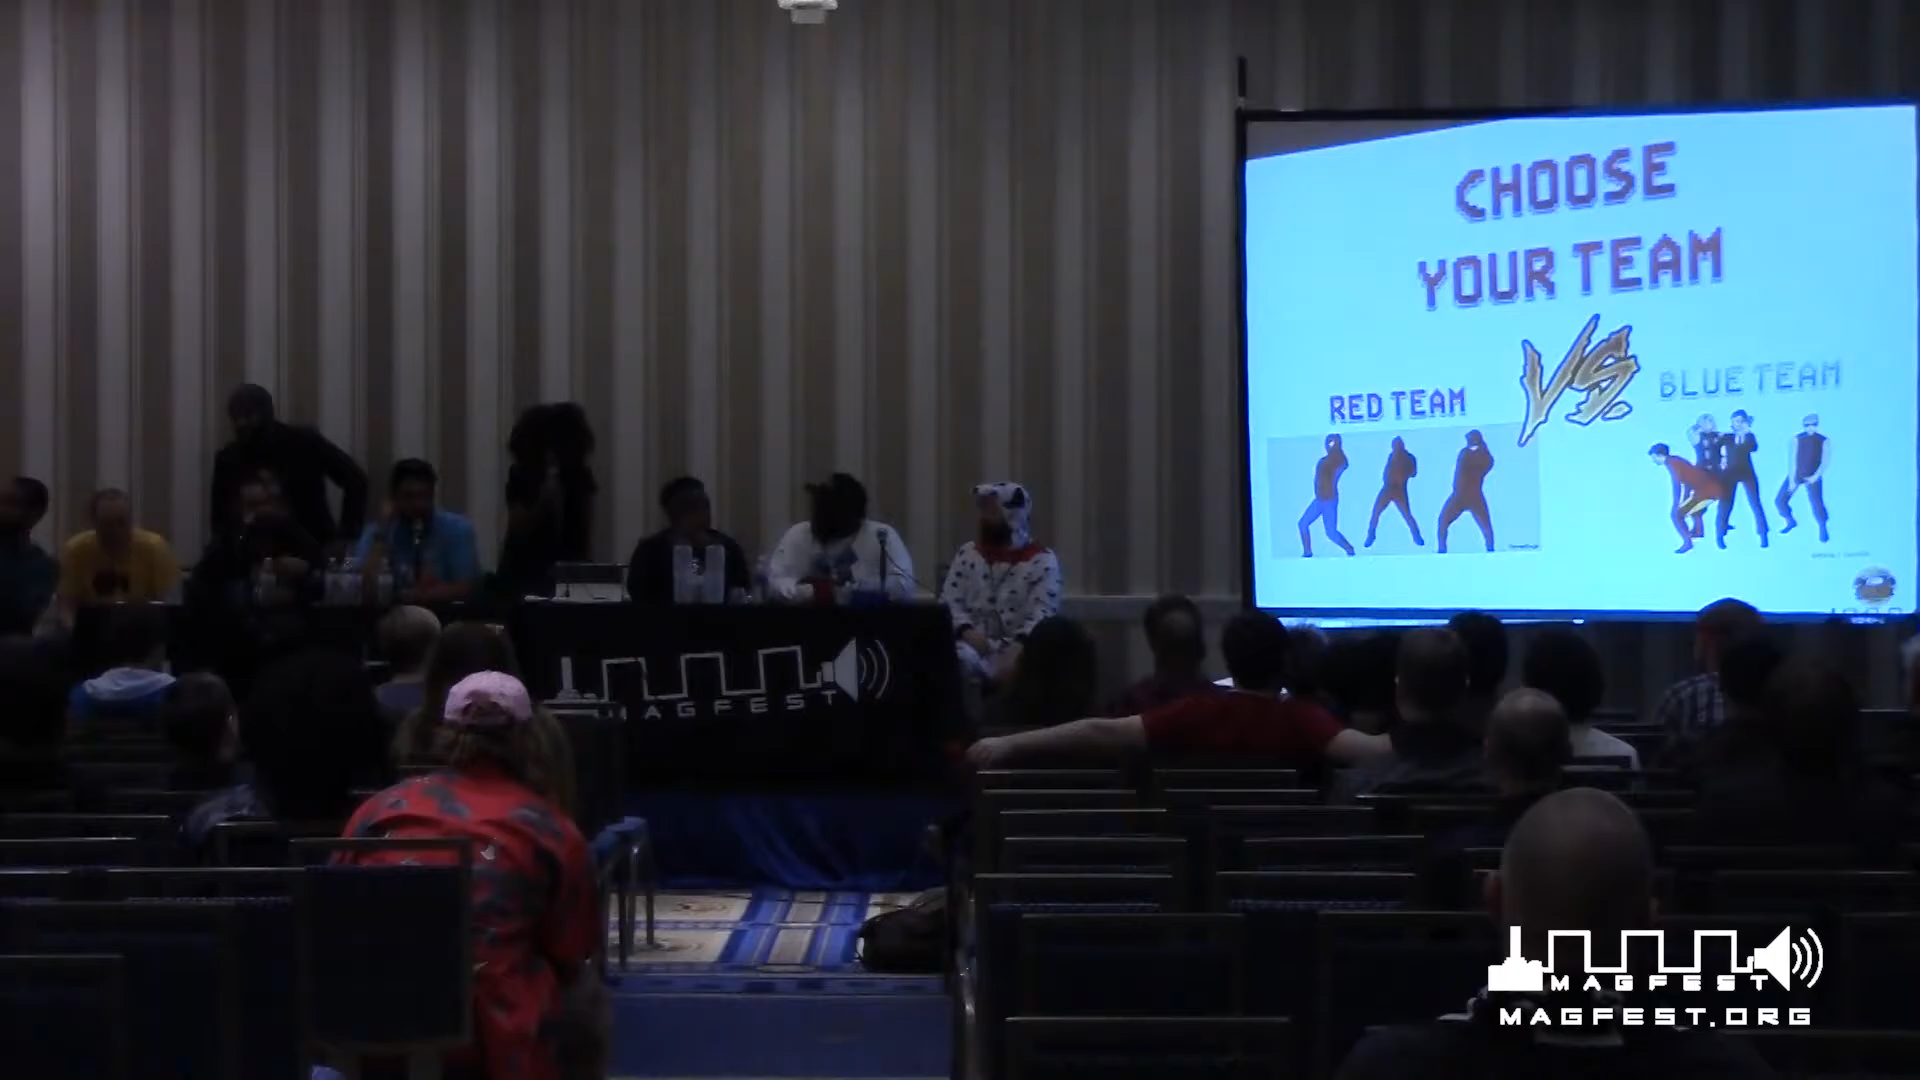 CHOOSE
YOUR TEAM
VS.
RED TEAM
BLUE TEAM
MAGFEST
MAGFEST
MAGFEST.ORG